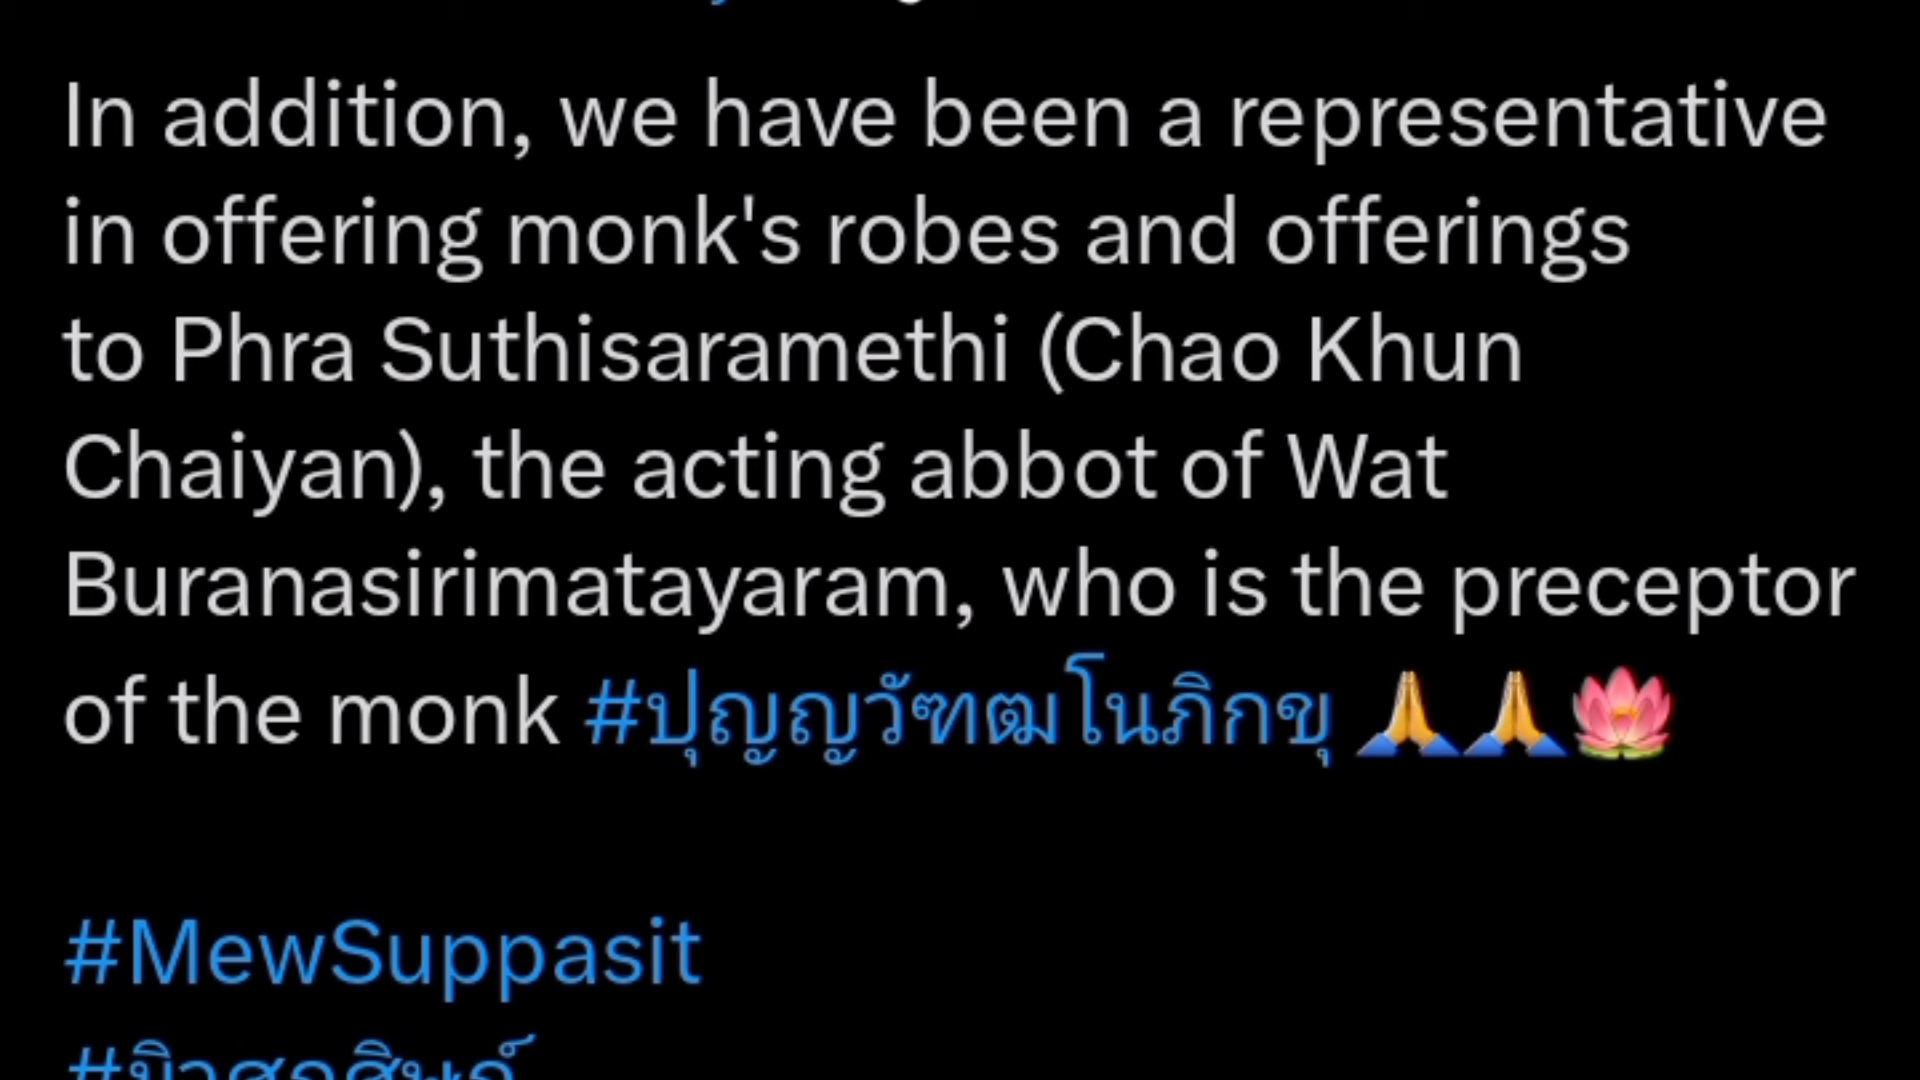 In addition, we have been a representative
in offering monk's robes and offerings
to Phra Suthisaramethi (Chao Khun
Chaiyan), the acting abbot of Wat
Buranasirimatayaram, who is the preceptor
of the monk #ปุญญวัฑฒโนภิกขุ 🙏🙏🪷
#MewSuppasit